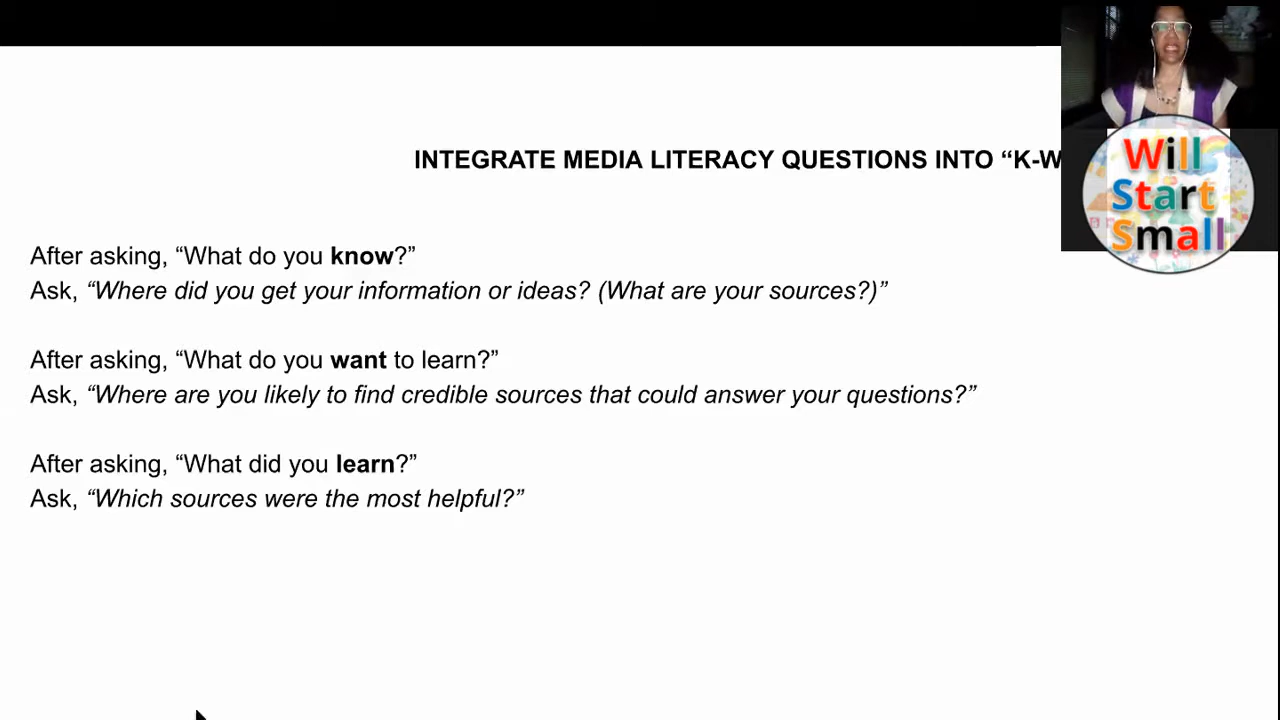 INTEGRATE MEDIA LITERACY QUESTIONS INTO “K-W
After asking, “What do you know?”
Ask, “Where did you get your information or ideas? (What are your sources?)”
After asking, “What do you want to learn?”
Ask, “Where are you likely to find credible sources that could answer your questions?”
After asking, “What did you learn?”
Ask, “Which sources were the most helpful?”
Will
Start
Small